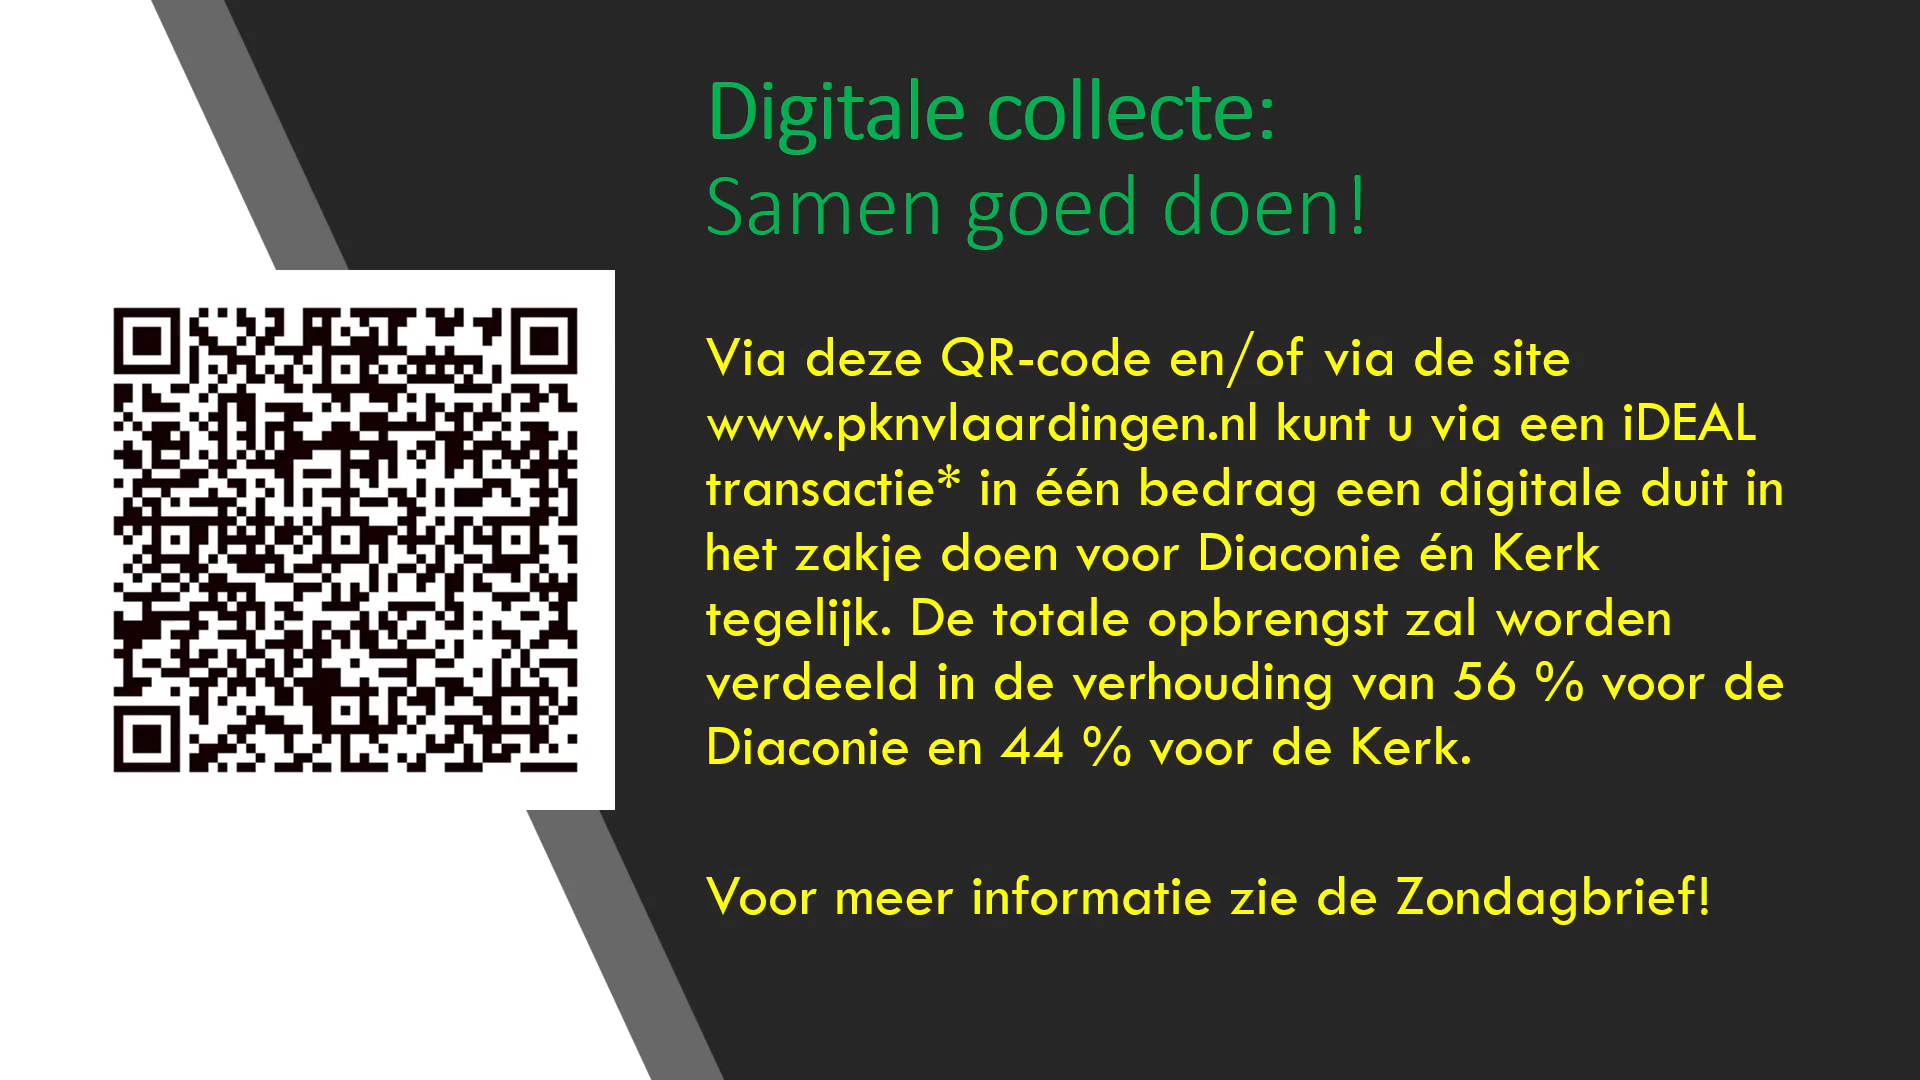 Digitale collecte:
Samen goed doen!
Via deze QR-code en/of via de site
www.pknvlaardingen.nl kunt u via een iDEAL
transactie* in één bedrag een digitale duit in
het zakje doen voor Diaconie én Kerk
tegelijk. De totale opbrengst zal worden
verdeeld in de verhouding van 56 % voor de
Diaconie en 44 % voor de Kerk.
Voor meer informatie zie de Zondagbrief!